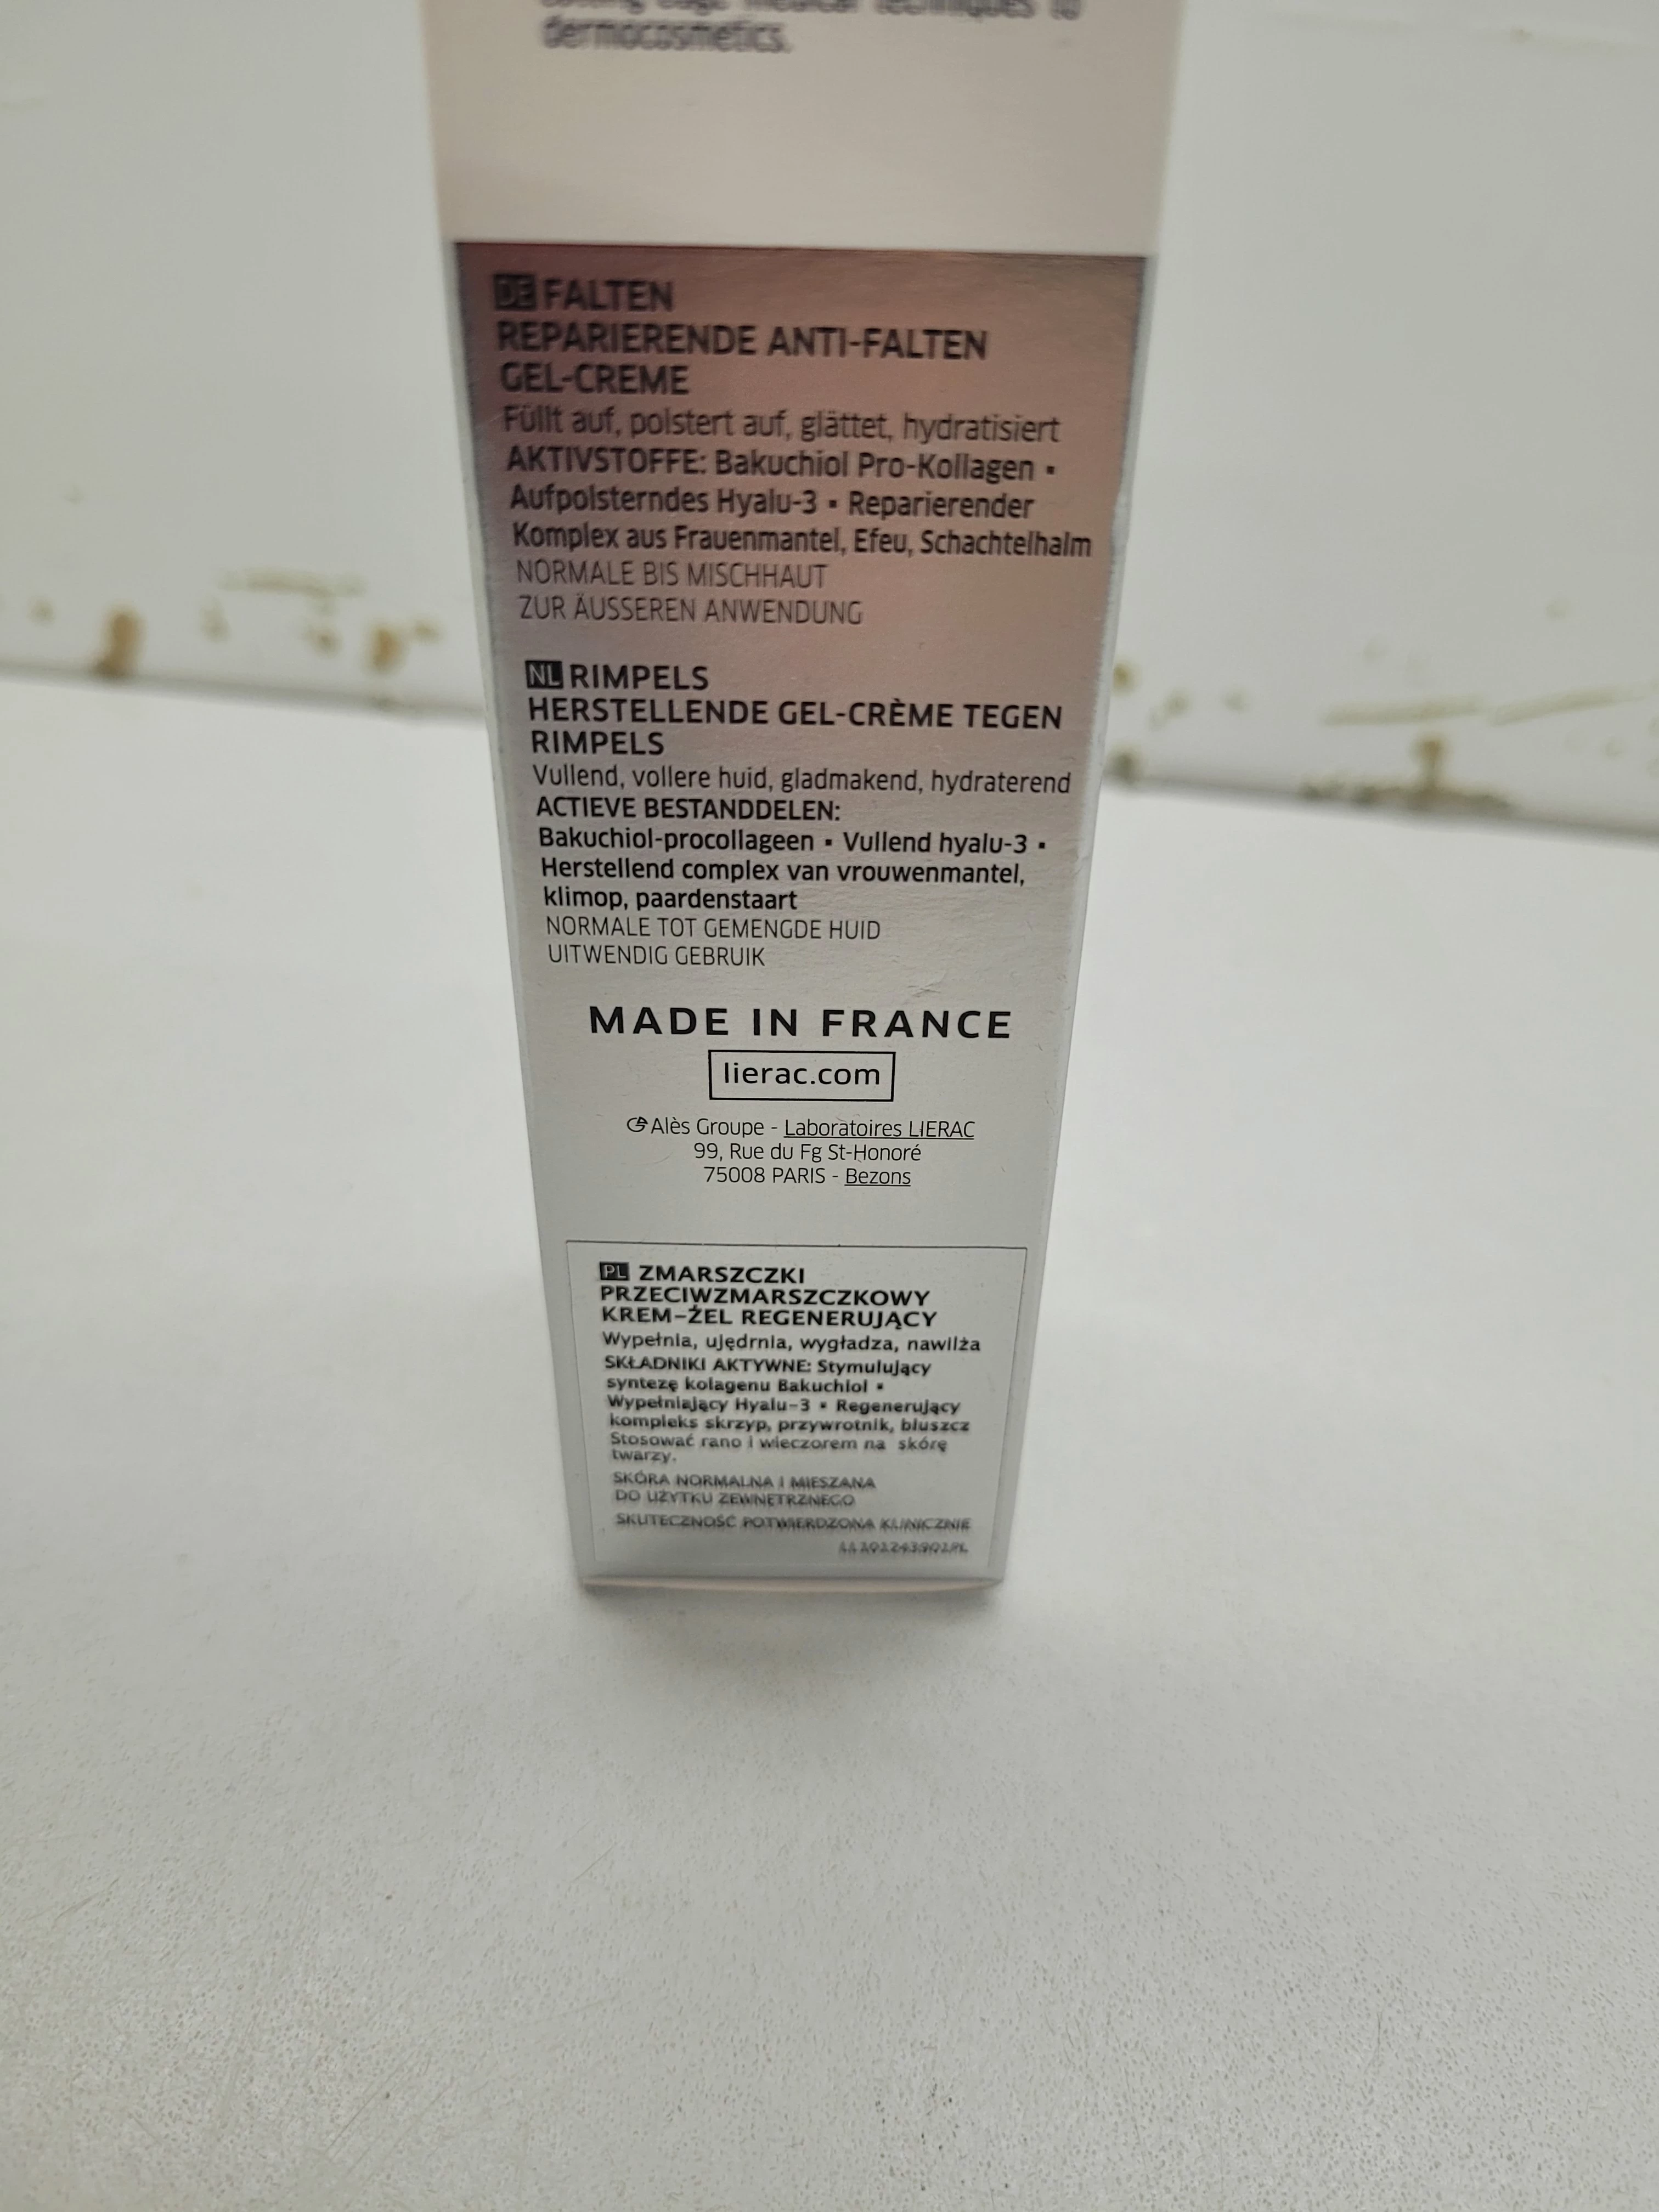 cutting edge medical techniques to
dermocosmetics.
DE FALTEN
REPARIERENDE ANTI-FALTEN
GEL-CREME
Füllt auf, polstert auf, glättet, hydratisiert
AKTIVSTOFFE: Bakuchiol Pro-Kollagen ▪
Aufpolsterndes Hyalu-3 ▪ Reparierender
Komplex aus Frauenmantel, Efeu, Schachtelhalm
NORMALE BIS MISCHHAUT
ZUR ÄUSSEREN ANWENDUNG
NL RIMPELS
HERSTELLENDE GEL-CRÈME TEGEN
RIMPELS
Vullend, vollere huid, gladmakend, hydraterend
ACTIEVE BESTANDDELEN:
Bakuchiol-procollageen ▪ Vullend hyalu-3 ▪
Herstellend complex van vrouwenmantel,
klimop, paardenstaart
NORMALE TOT GEMENGDE HUID
UITWENDIG GEBRUIK
MADE IN FRANCE
lierac.com
Alès Groupe - Laboratoires LIERAC
99, Rue du Fg St-Honoré
75008 PARIS - Bezons
PL ZMARSZCZKI
PRZECIWZMARSZCZKOWY
KREM-ŻEL REGENERUJĄCY
Wypełnia, ujędrnia, wygładza, nawilża
SKŁADNIKI AKTYWNE: Stymulujący
syntezę kolagenu Bakuchiol ▪
Wypełniający Hyalu-3 ▪ Regenerujący
kompleks skrzyp, przywrotnik, bluszcz
Stosować rano i wieczorem na skórę
twarzy.
SKÓRA NORMALNA I MIESZANA
DO UŻYTKU ZEWNĘTRZNEGO
SKUTECZNOŚĆ POTWIERDZONA KLINICZNIE